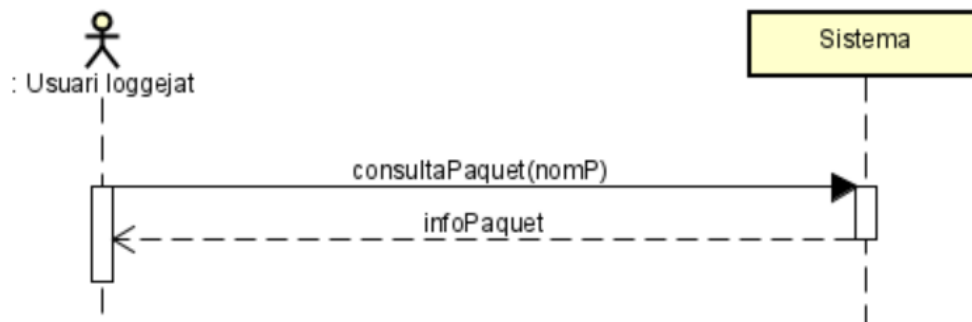 Sistema
: Usuari loggejat
consultaPaquet(nomP)
infoPaquet